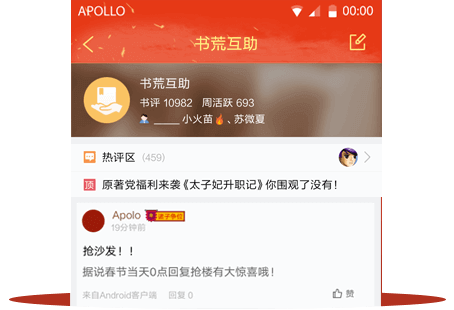 APOLLO 00:00
书荒互助
书荒互助
书评 10982 周活跃 693
_____ 小火苗🔥、苏微夏
热评区 (459)
顶 原著党福利来袭《太子妃升职记》你围观了没有!
Apolo 太子争位
19分钟前
抢沙发!!
据说春节当天0点回复抢楼有大惊喜哦!
来自Android客户端 回复 0 赞